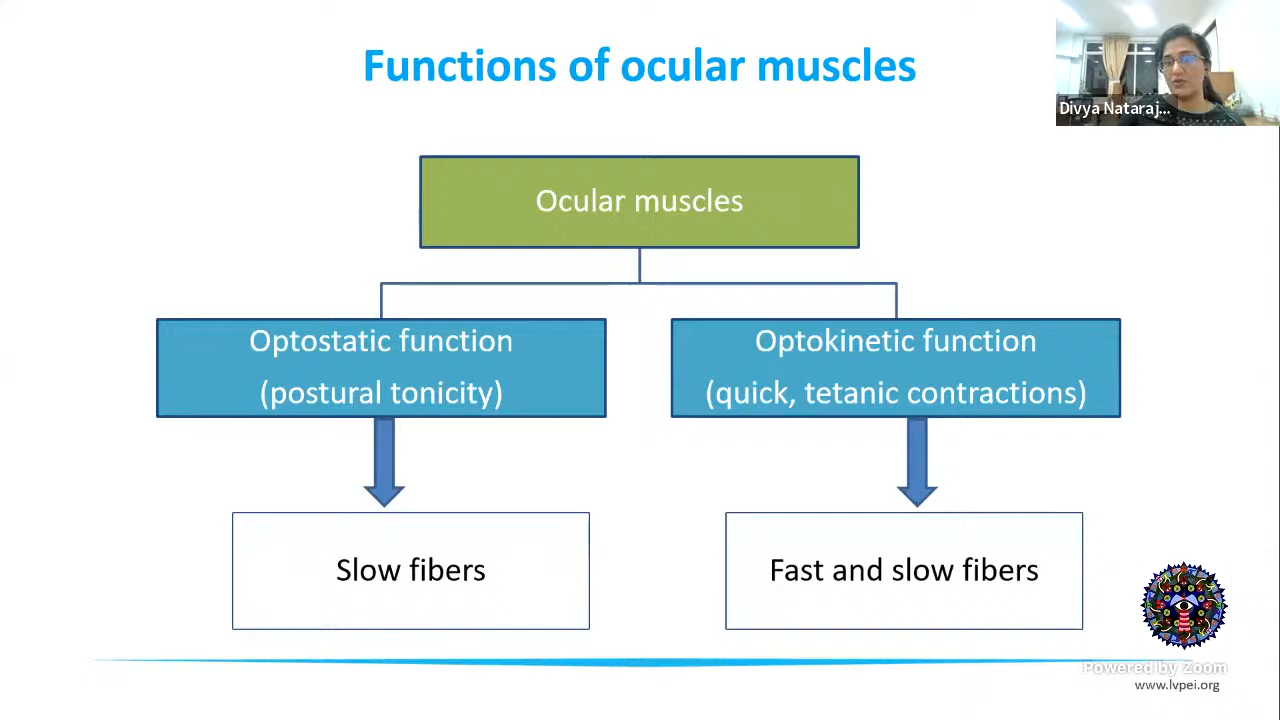 Functions of ocular muscles
Divya Nataraj...
Ocular muscles
Optostatic function
(postural tonicity)
Optokinetic function
(quick, tetanic contractions)
Slow fibers
Fast and slow fibers
Powered by Zoom
www.lvpei.org